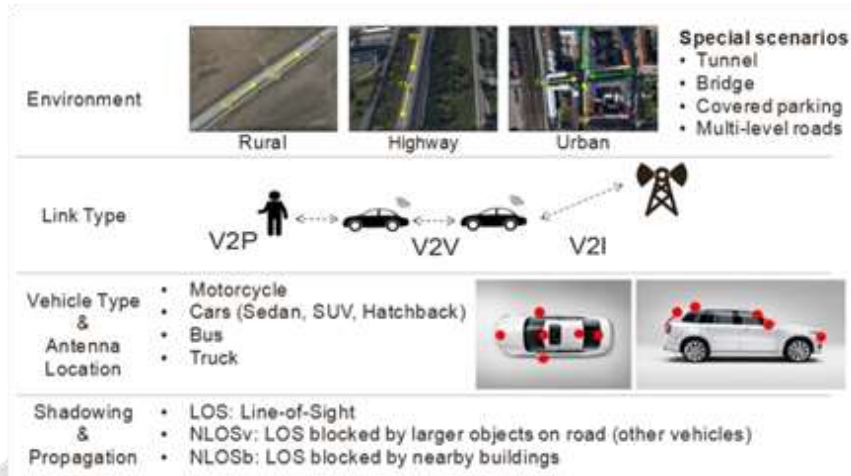 Special scenarios
• Tunnel
• Bridge
• Covered parking
• Multi-level roads
Environment
Rural
Highway
Urban
Link Type
V2P
V2V
V2I
Vehicle Type
&
Antenna
Location
• Motorcycle
• Cars (Sedan, SUV, Hatchback)
• Bus
• Truck
Shadowing
&
Propagation
• LOS: Line-of-Sight
• NLOSv: LOS blocked by larger objects on road (other vehicles)
• NLOSb: LOS blocked by nearby buildings